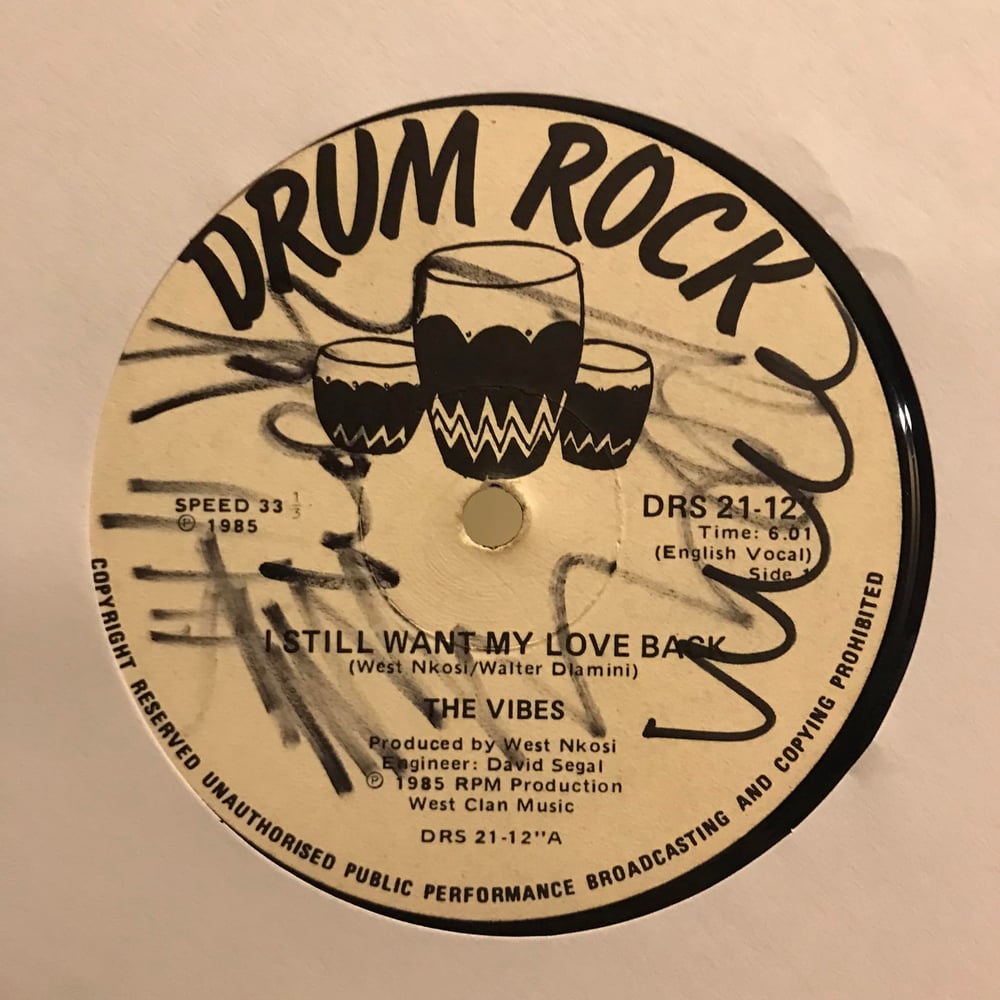 DRUM ROCK
SPEED 33 1/3
℗ 1985
DRS 21-12"
Time: 6.01
(English Vocal)
Side 1
I STILL WANT MY LOVE BACK
(West Nkosi/Walter Dlamini)
THE VIBES
Produced by West Nkosi
Engineer: David Segal
℗ 1985 RPM Production
West Clan Music
DRS 21-12"A
COPYRIGHT RESERVED UNAUTHORISED PUBLIC PERFORMANCE BROADCASTING AND COPYING PROHIBITED